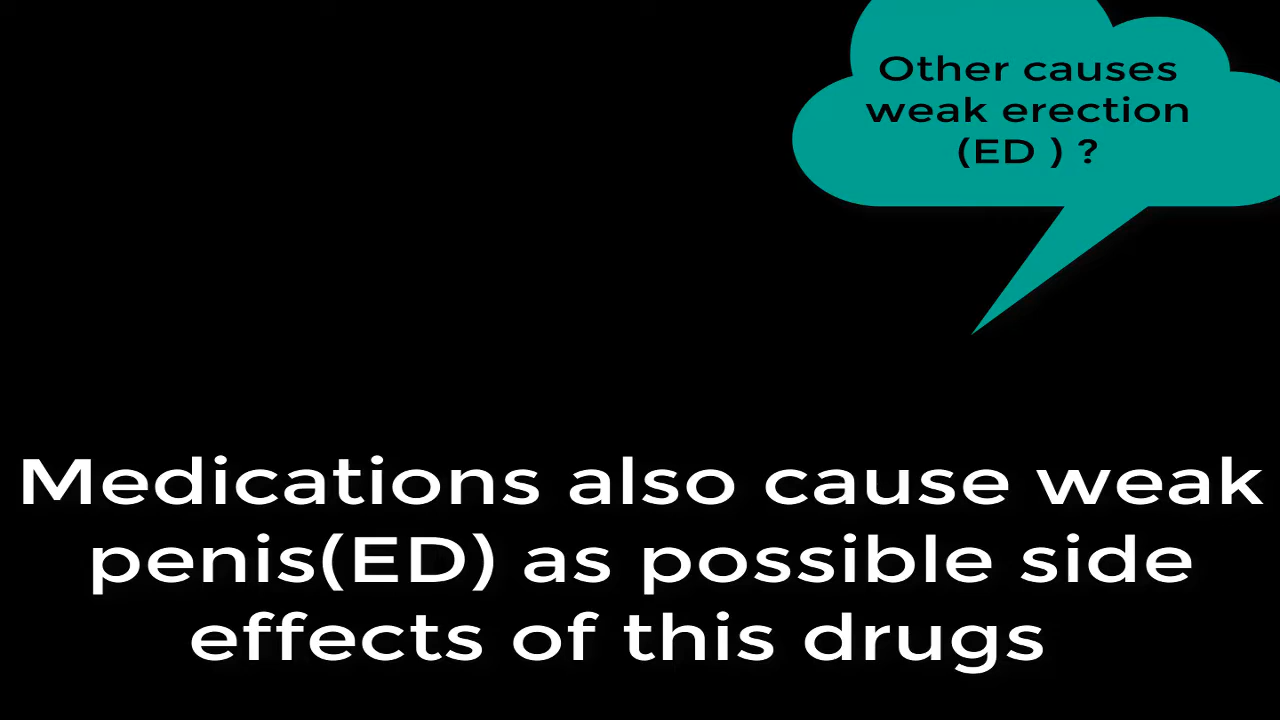 Other causes
weak erection
(ED ) ?
Medications also cause weak
penis(ED) as possible side
effects of this drugs